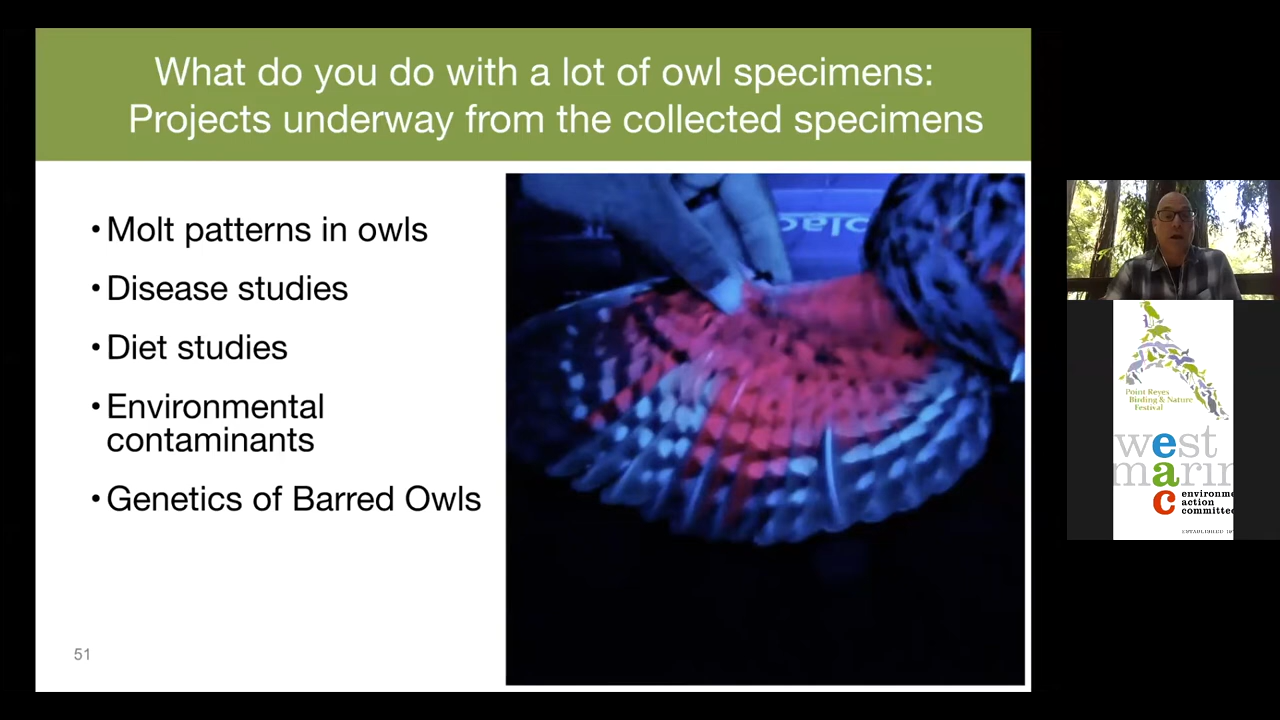 What do you do with a lot of owl specimens:
Projects underway from the collected specimens
•Molt patterns in owls
•Disease studies
•Diet studies
•Environmental
contaminants
•Genetics of Barred Owls
51
Point Reyes
Birding & Nature
Festival
west
marin
eac
environme
action
committee